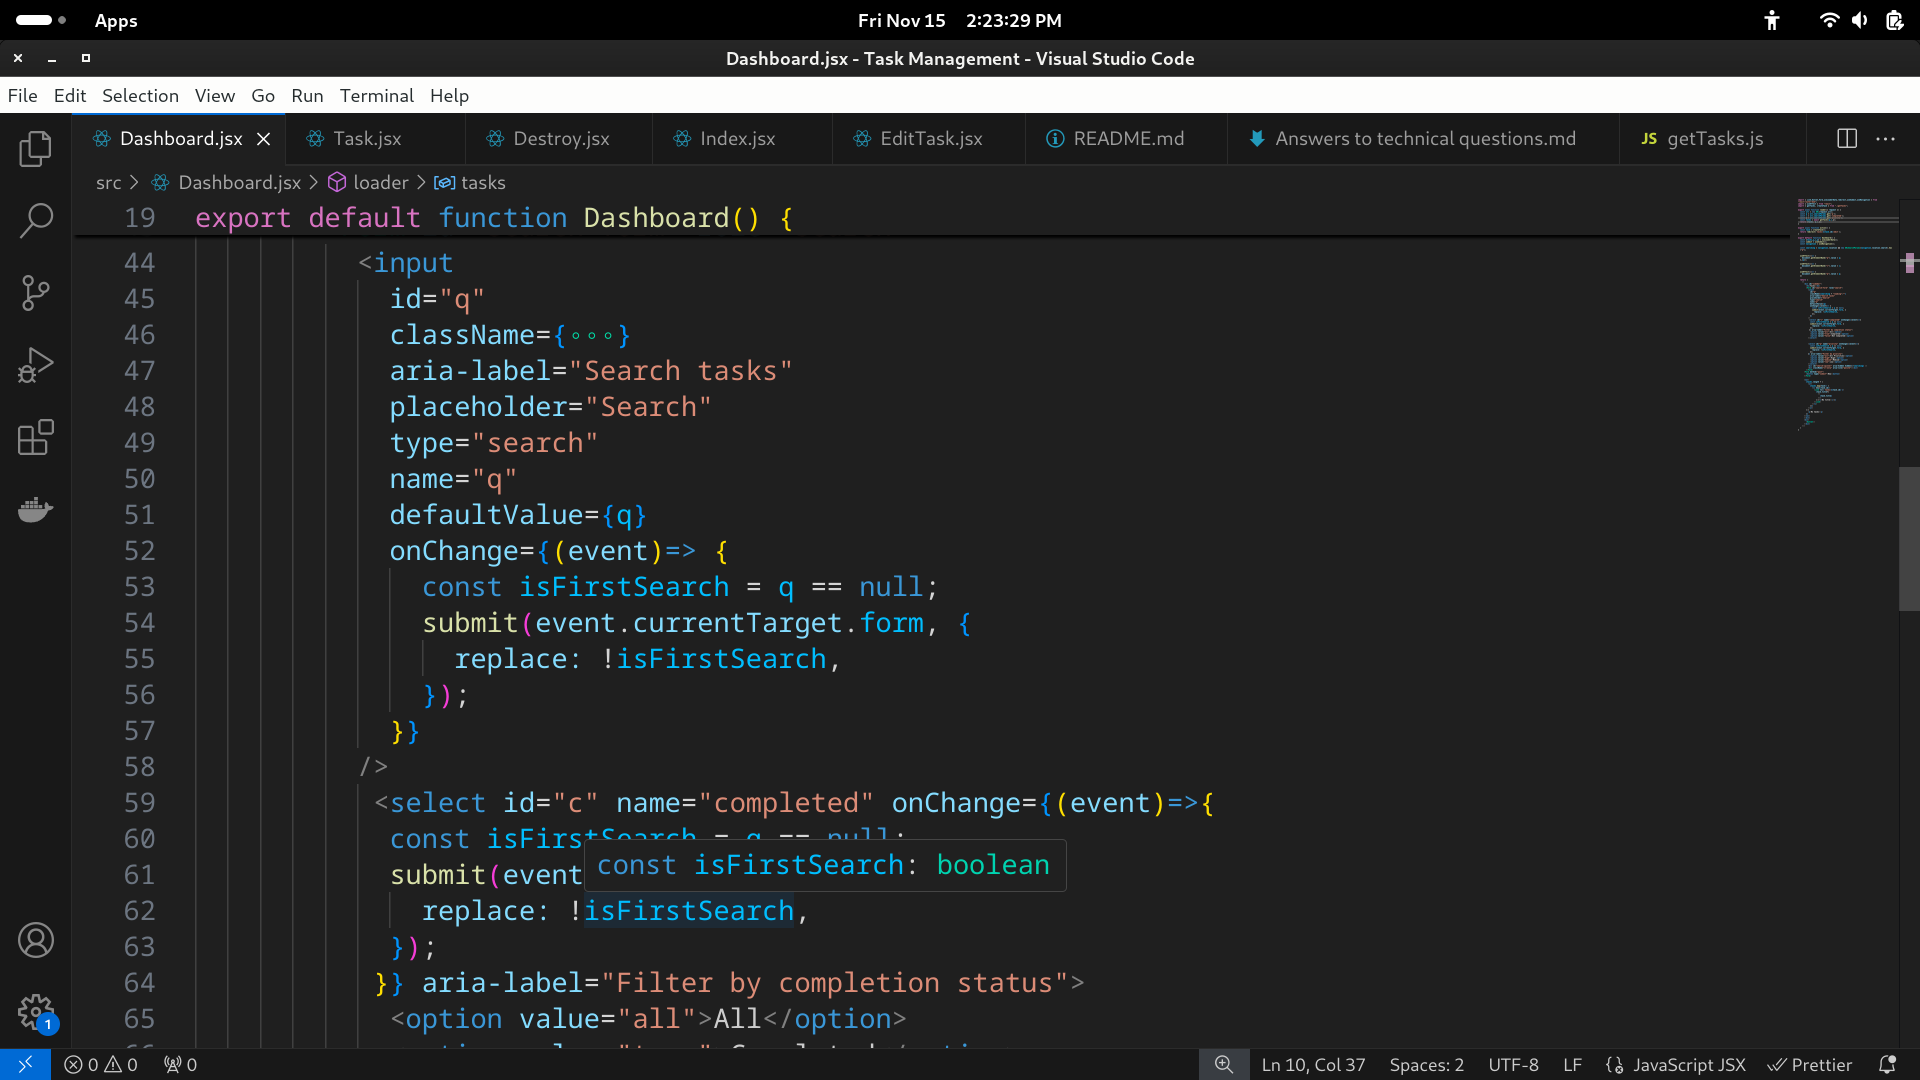 Apps
Fri Nov 15 2:23:29 PM
Dashboard.jsx - Task Management - Visual Studio Code
File Edit Selection View Go Run Terminal Help
Dashboard.jsx Task.jsx Destroy.jsx Index.jsx EditTask.jsx README.md Answers to technical questions.md JS getTasks.js
src > Dashboard.jsx > loader > tasks
19 export default function Dashboard() {
44 <input
45 id="q"
46 className={···}
47 aria-label="Search tasks"
48 placeholder="Search"
49 type="search"
50 name="q"
51 defaultValue={q}
52 onChange={(event)=> {
53 const isFirstSearch = q == null;
54 submit(event.currentTarget.form, {
55 replace: !isFirstSearch,
56 });
57 }}
58 />
59 <select id="c" name="completed" onChange={(event)=>{
60 const isFirstSearch = q == null;
const isFirstSearch: boolean
61 submit(event
62 replace: !isFirstSearch,
63 });
64 }} aria-label="Filter by completion status">
65 <option value="all">All</option>
1
0 0 0 Ln 10, Col 37 Spaces: 2 UTF-8 LF JavaScript JSX Prettier